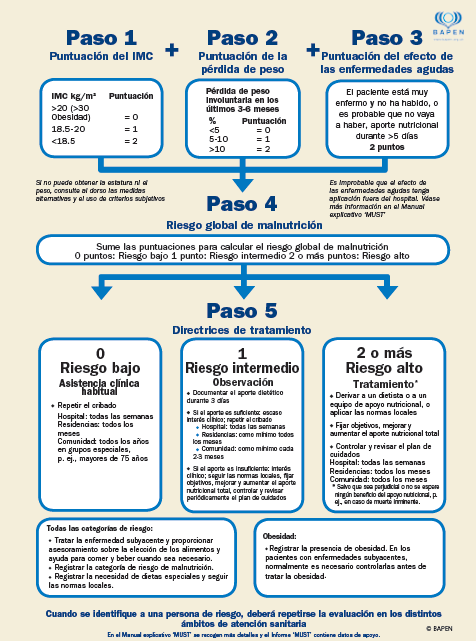 BAPEN
Paso 1
Puntuación del IMC
+
Paso 2
Puntuación de la
pérdida de peso
+
Paso 3
Puntuación del efecto de
las enfermedades agudas
IMC kg/m² Puntuación
>20 (>30
Obesidad) = 0
18.5-20 = 1
<18.5 = 2
Pérdida de peso
involuntaria en los
últimos 3-6 meses
% Puntuación
<5 = 0
5-10 = 1
>10 = 2
El paciente está muy
enfermo y no ha habido, o
es probable que no vaya
a haber, aporte nutricional
durante >5 días
2 puntos
Si no puede obtener la estatura ni el
peso, consulte al dorso las medidas
alternativas y el uso de criterios subjetivos
Es improbable que el efecto de
las enfermedades agudas tenga
aplicación fuera del hospital. Véase
más información en el Manual
explicativo 'MUST'
Paso 4
Riesgo global de malnutrición
Sume las puntuaciones para calcular el riesgo global de malnutrición
0 puntos: Riesgo bajo 1 punto: Riesgo intermedio 2 o más puntos: Riesgo alto
Paso 5
Directrices de tratamiento
0
Riesgo bajo
Asistencia clínica
habitual
Repetir el cribado
Hospital: todas las semanas
Residencias: todos los
meses
Comunidad: todos los años
en grupos especiales,
p. ej., mayores de 75 años
1
Riesgo intermedio
Observación
Documentar el aporte dietético
durante 3 días
Si el aporte es suficiente: escaso
interés clínico; repetir el cribado
Hospital: todas las semanas
Residencias: como mínimo todos
los meses
Comunidad: como mínimo cada
2-3 meses
Si el aporte es insuficiente: interés
clínico; seguir las normas locales, fijar
objetivos, mejorar y aumentar el aporte
nutricional total, controlar y revisar
periódicamente el plan de cuidados
2 o más
Riesgo alto
Tratamiento*
Derivar a un dietista o a un
equipo de apoyo nutricional, o
aplicar las normas locales
Fijar objetivos, mejorar y
aumentar el aporte nutricional total
Controlar y revisar el plan de
cuidados
Hospital: todas las semanas
Residencias: todos los meses
Comunidad: todos los meses
* Salvo que sea perjudicial o no se espere
ningún beneficio del apoyo nutricional, p.
ej., en caso de muerte inminente.
Todas las categorías de riesgo:
• Tratar la enfermedad subyacente y proporcionar
asesoramiento sobre la elección de los alimentos y
ayuda para comer y beber cuando sea necesario.
• Registrar la categoría de riesgo de malnutrición.
• Registrar la necesidad de dietas especiales y seguir
las normas locales.
Obesidad:
• Registrar la presencia de obesidad. En los
pacientes con enfermedades subyacentes,
normalmente es necesario controlarlas antes de
tratar la obesidad.
Cuando se identifique a una persona de riesgo, deberá repetirse la evaluación en los distintos
ámbitos de atención sanitaria
En el Manual explicativo 'MUST' se recogen más detalles y el Informe 'MUST' contiene datos de apoyo.
© BAPEN